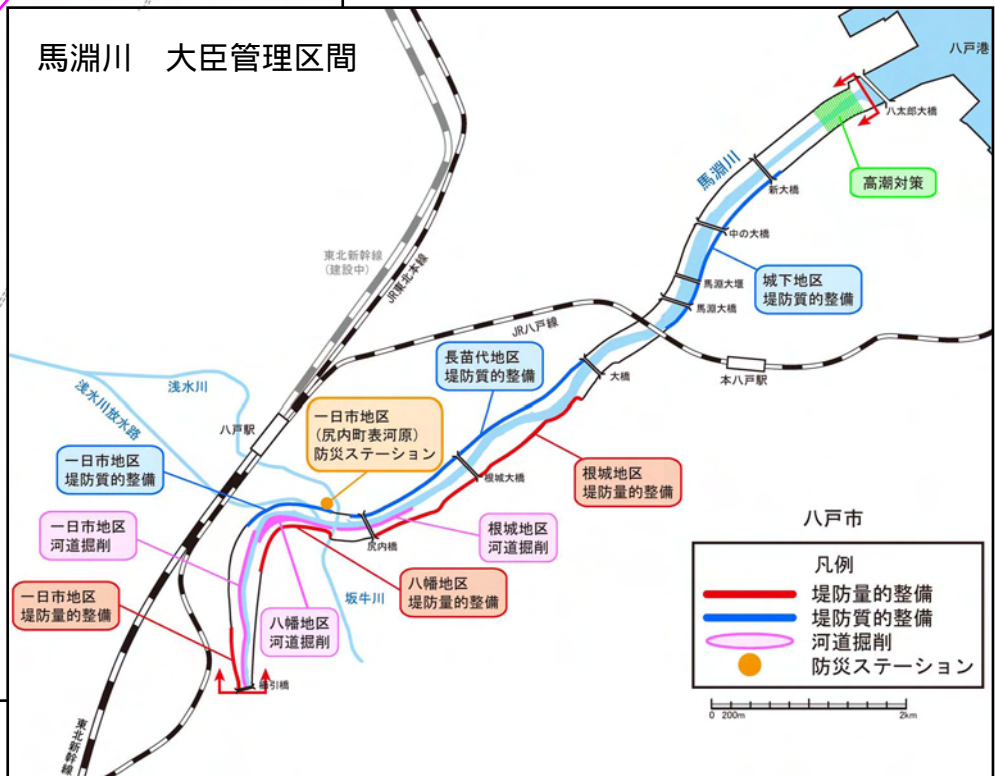 馬淵川　大臣管理区間
八戸港
八太郎大橋
高潮対策
馬淵川
新大橋
中の大橋
城下地区
堤防質的整備
馬淵大堰
馬淵大橋
東北新幹線
(建設中)
JR東北本線
JR八戸線
本八戸駅
大橋
長苗代地区
堤防質的整備
浅水川
浅水川放水路
八戸駅
一日市地区
(尻内町表河原)
防災ステーション
一日市地区
堤防質的整備
根城大橋
根城地区
堤防量的整備
一日市地区
河道掘削
尻内橋
根城地区
河道掘削
一日市地区
堤防量的整備
八幡地区
河道掘削
八幡地区
堤防量的整備
坂牛川
櫛引橋
東北新幹線
八戸市
凡例
堤防量的整備
堤防質的整備
河道掘削
防災ステーション
0 200m 2km